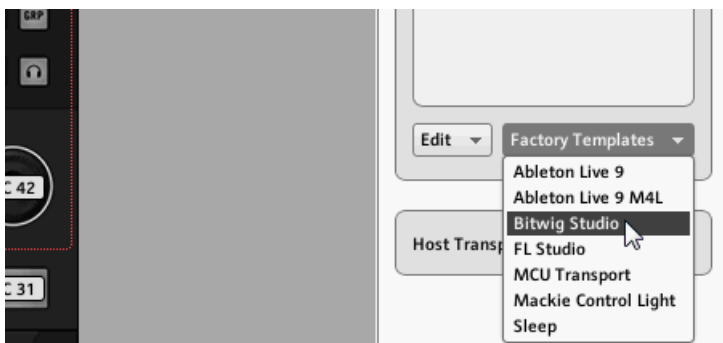 GRP
C 42
C 31
Edit
Factory Templates
Ableton Live 9
Ableton Live 9 M4L
Bitwig Studio
Host Transp
FL Studio
MCU Transport
Mackie Control Light
Sleep